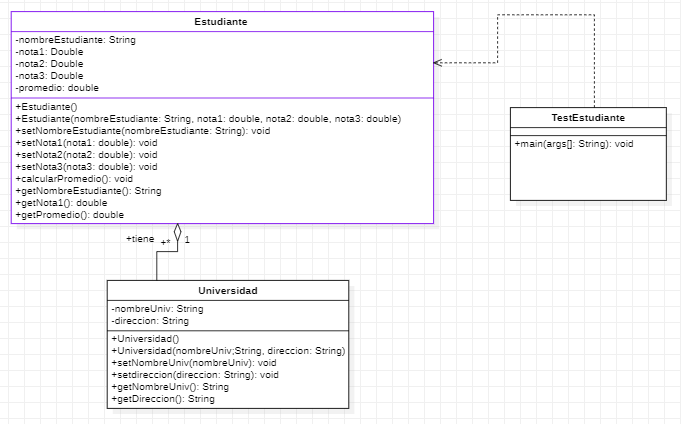 Estudiante
-nombreEstudiante: String
-nota1: Double
-nota2: Double
-nota3: Double
-promedio: double
+Estudiante()
+Estudiante(nombreEstudiante: String, nota1: double, nota2: double, nota3: double)
+setNombreEstudiante(nombreEstudiante: String): void
+setNota1(nota1: double): void
+setNota2(nota2: double): void
+setNota3(nota3: double): void
+calcularPromedio(): void
+getNombreEstudiante(): String
+getNota1(): double
+getPromedio(): double
TestEstudiante
+main(args[]: String): void
+tiene +* 1
Universidad
-nombreUniv: String
-direccion: String
+Universidad()
+Universidad(nombreUniv;String, direccion: String)
+setNombreUniv(nombreUniv): void
+setdireccion(direccion: String): void
+getNombreUniv(): String
+getDireccion(): String